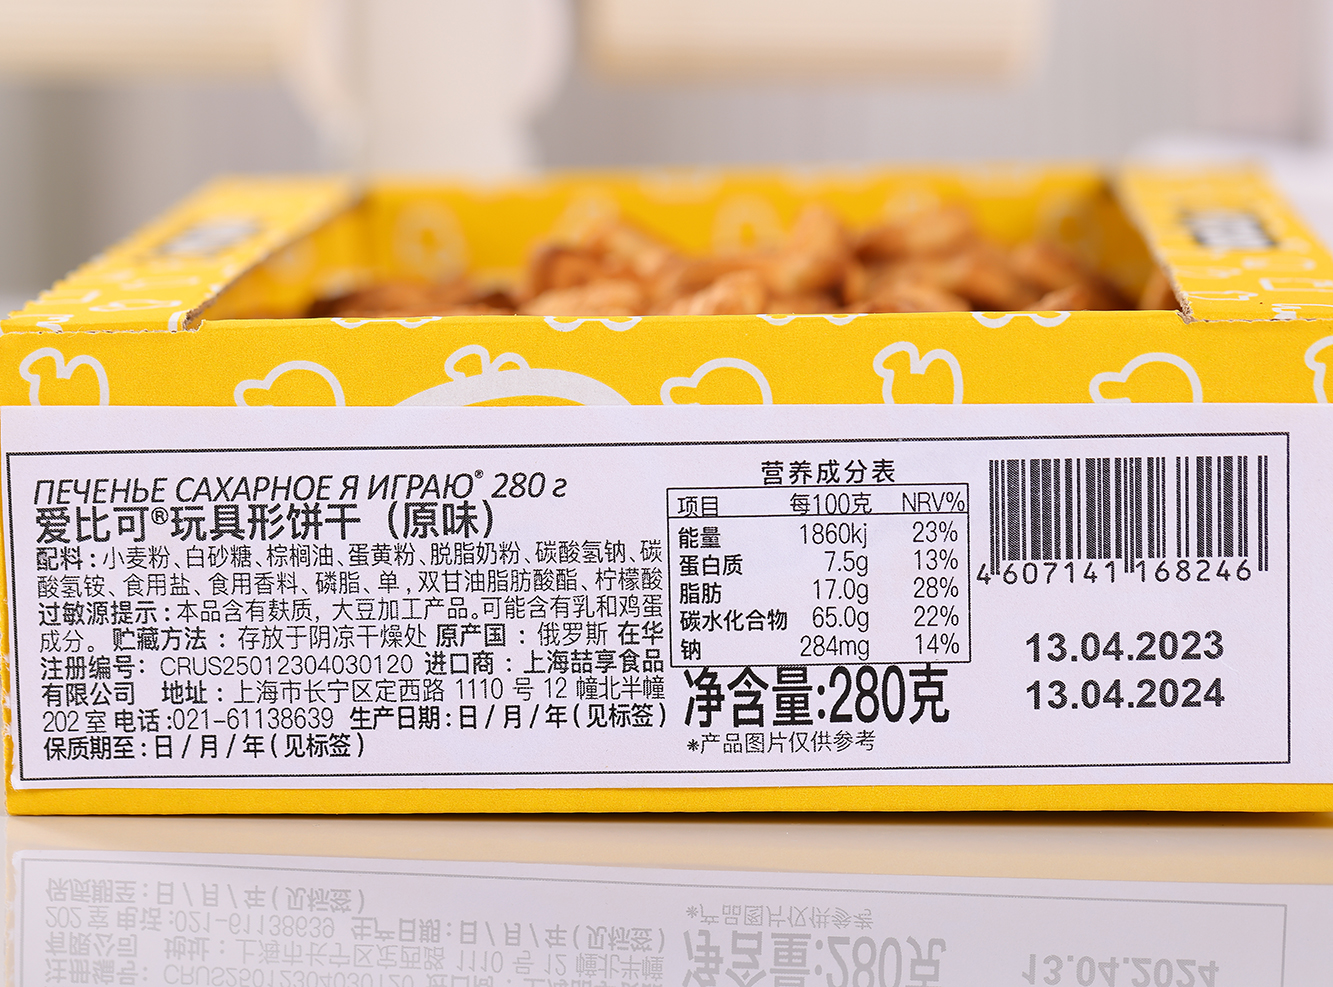 ПЕЧЕНЬЕ САХАРНОЕ Я ИГРАЮ® 280 г
爱比可®玩具形饼干（原味）
配料:小麦粉、白砂糖、棕榈油、蛋黄粉、脱脂奶粉、碳酸氢钠、碳
酸氢铵、食用盐、食用香料、磷脂、单,双甘油脂肪酸酯、柠檬酸
过敏源提示:本品含有麸质,大豆加工产品。可能含有乳和鸡蛋
成分。贮藏方法:存放于阴凉干燥处 原产国:俄罗斯 在华
注册编号: CRUS25012304030120 进口商:上海喆享食品
有限公司 地址:上海市长宁区定西路 1110 号 12 幢北半幢
202 室 电话:021-61138639 生产日期:日/月/年(见标签)
保质期至:日/月/年(见标签)
营养成分表
项目 每100克 NRV%
能量 1860kj 23%
蛋白质 7.5g 13%
脂肪 17.0g 28%
碳水化合物 65.0g 22%
钠 284mg 14%
净含量:280克
*产品图片仅供参考
4 607141 168246
13.04.2023
13.04.2024